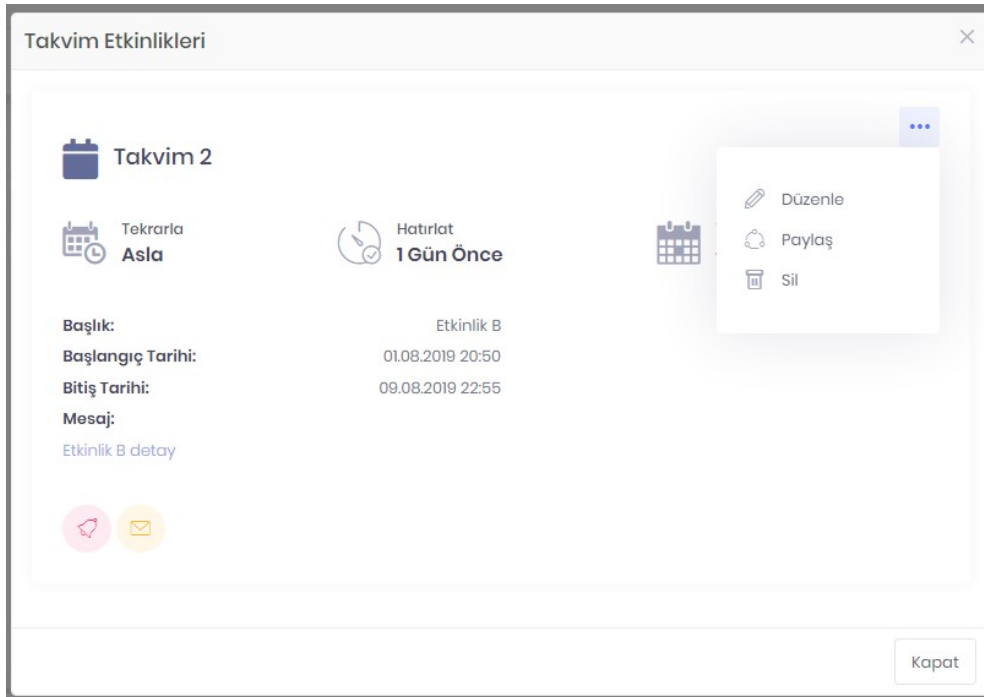 Takvim Etkinlikleri
Takvim 2
Düzenle
Paylaş
Sil
Tekrarla
Asla
Hatırlat
1 Gün Önce
Başlık: Etkinlik B
Başlangıç Tarihi: 01.08.2019 20:50
Bitiş Tarihi: 09.08.2019 22:55
Mesaj:
Etkinlik B detay
Kapat